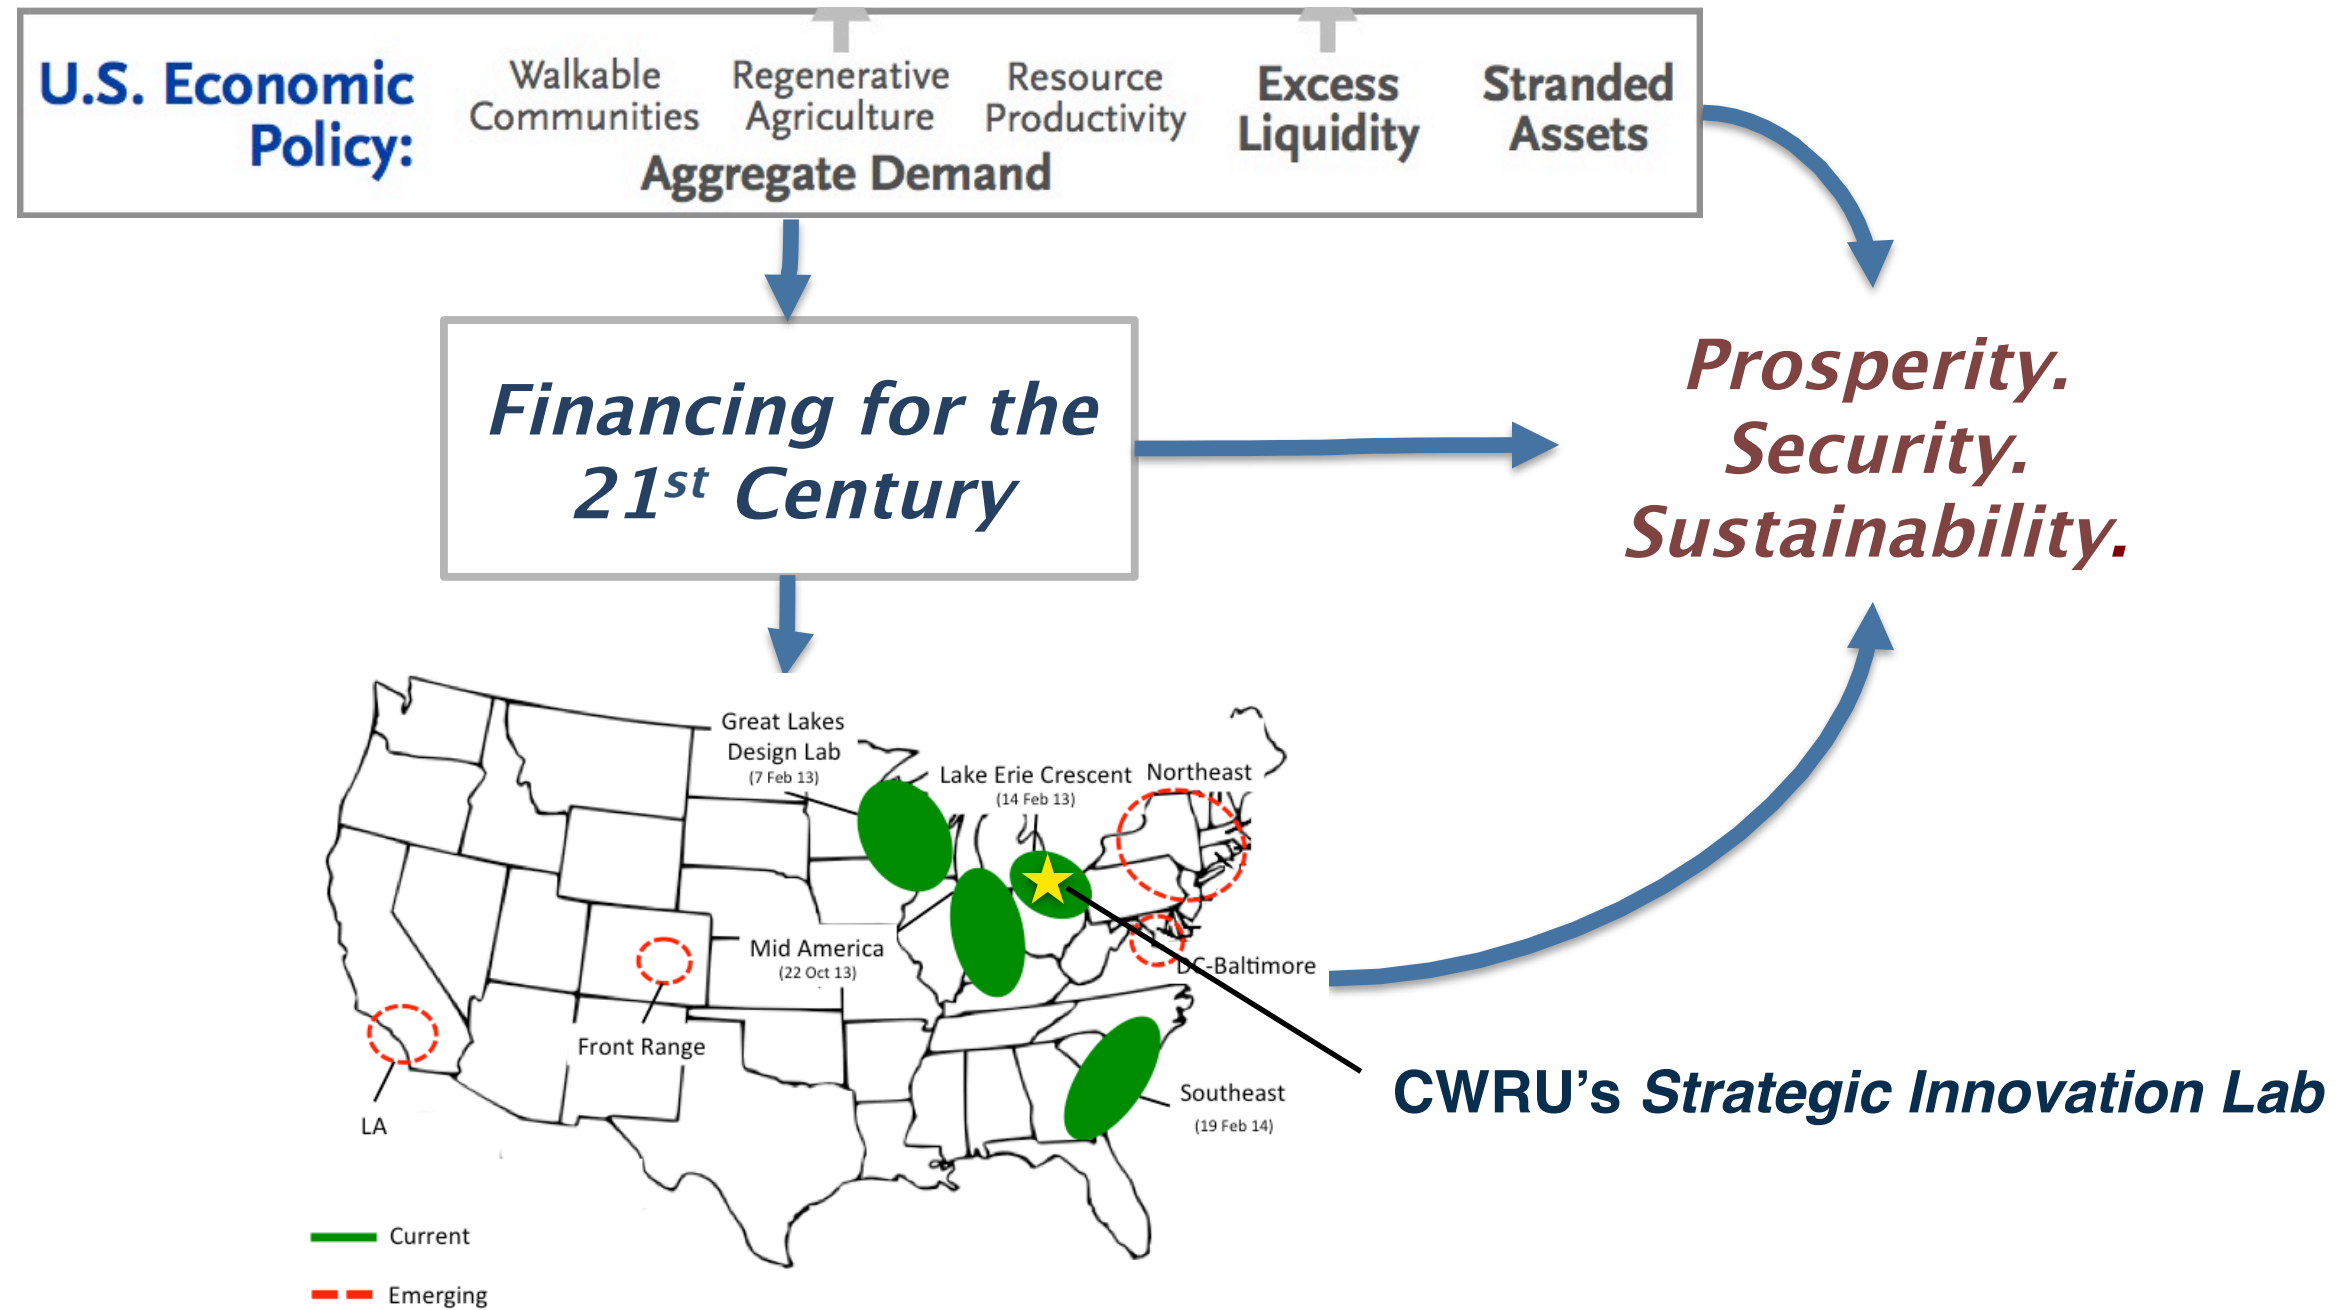 U.S. Economic
Policy:
Walkable
Communities
Regenerative
Agriculture
Resource
Productivity
Aggregate Demand
Excess
Liquidity
Stranded
Assets
Financing for the
21st Century
Prosperity.
Security.
Sustainability.
Great Lakes
Design Lab
(7 Feb 13)
Lake Erie Crescent
(14 Feb 13)
Northeast
Mid America
(22 Oct 13)
DC-Baltimore
Front Range
LA
Southeast
(19 Feb 14)
CWRU’s Strategic Innovation Lab
Current
Emerging